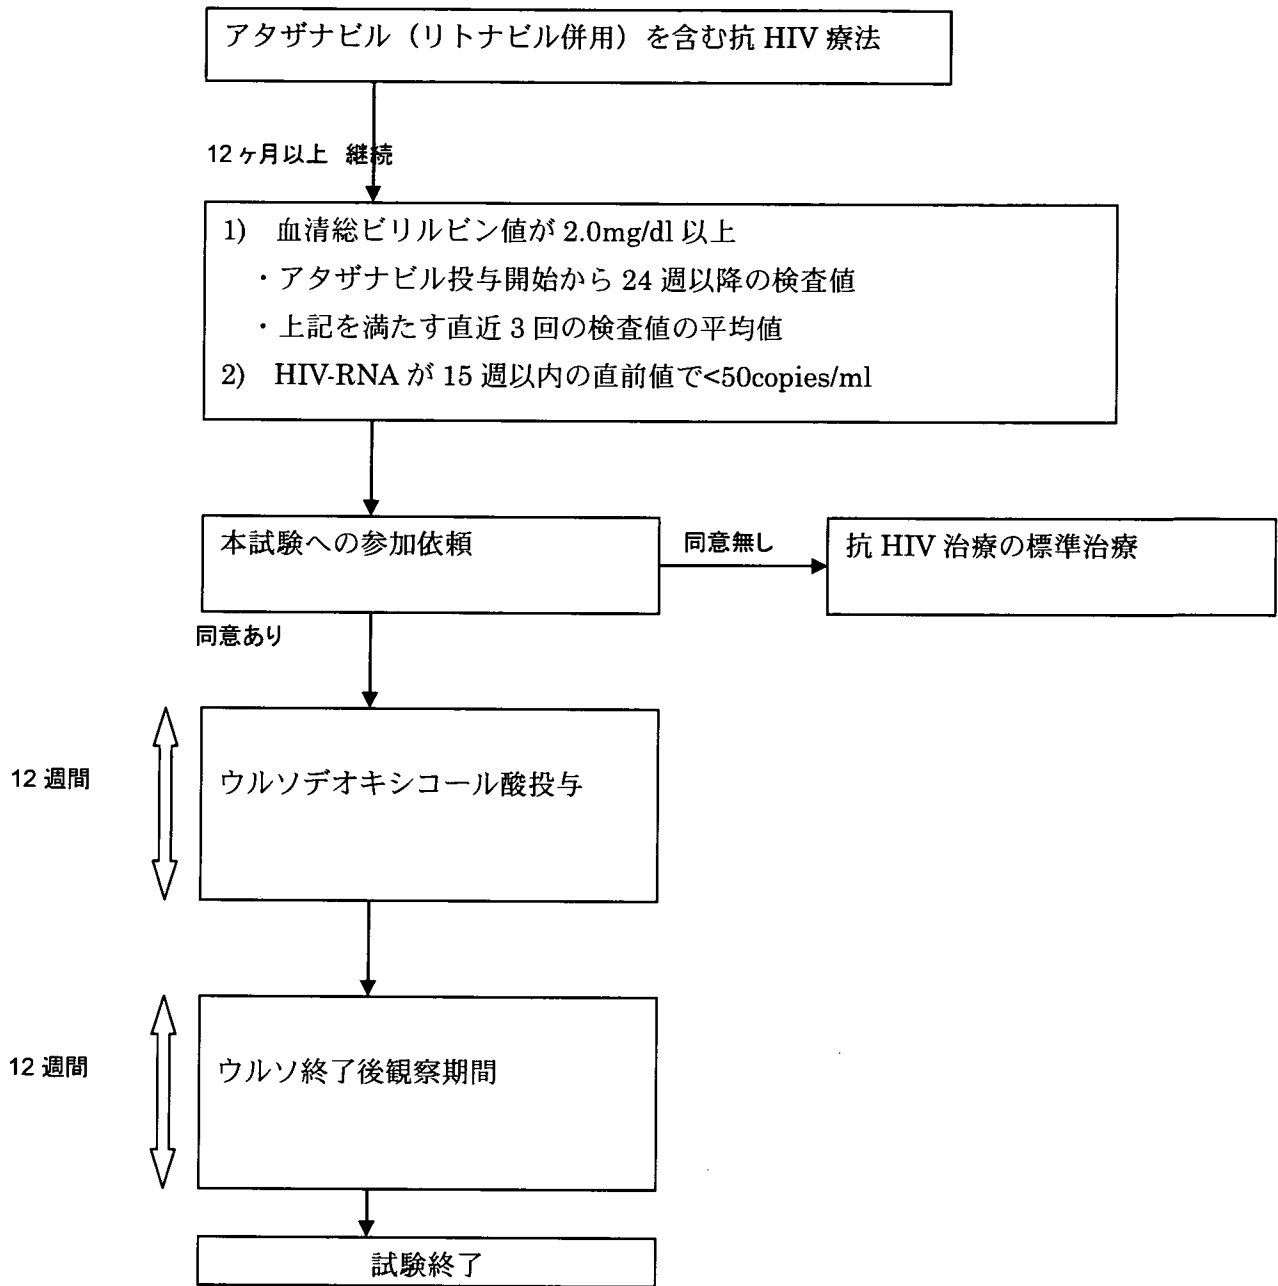 アタザナビル（リトナビル併用）を含む抗 HIV 療法
12ヶ月以上 継続
1) 血清総ビリルビン値が 2.0mg/dl 以上
・アタザナビル投与開始から 24 週以降の検査値
・上記を満たす直近 3 回の検査値の平均値
2) HIV-RNA が 15 週以内の直前値で<50copies/ml
本試験への参加依頼
同意無し
抗 HIV 治療の標準治療
同意あり
12 週間
ウルソデオキシコール酸投与
12 週間
ウルソ終了後観察期間
試験終了